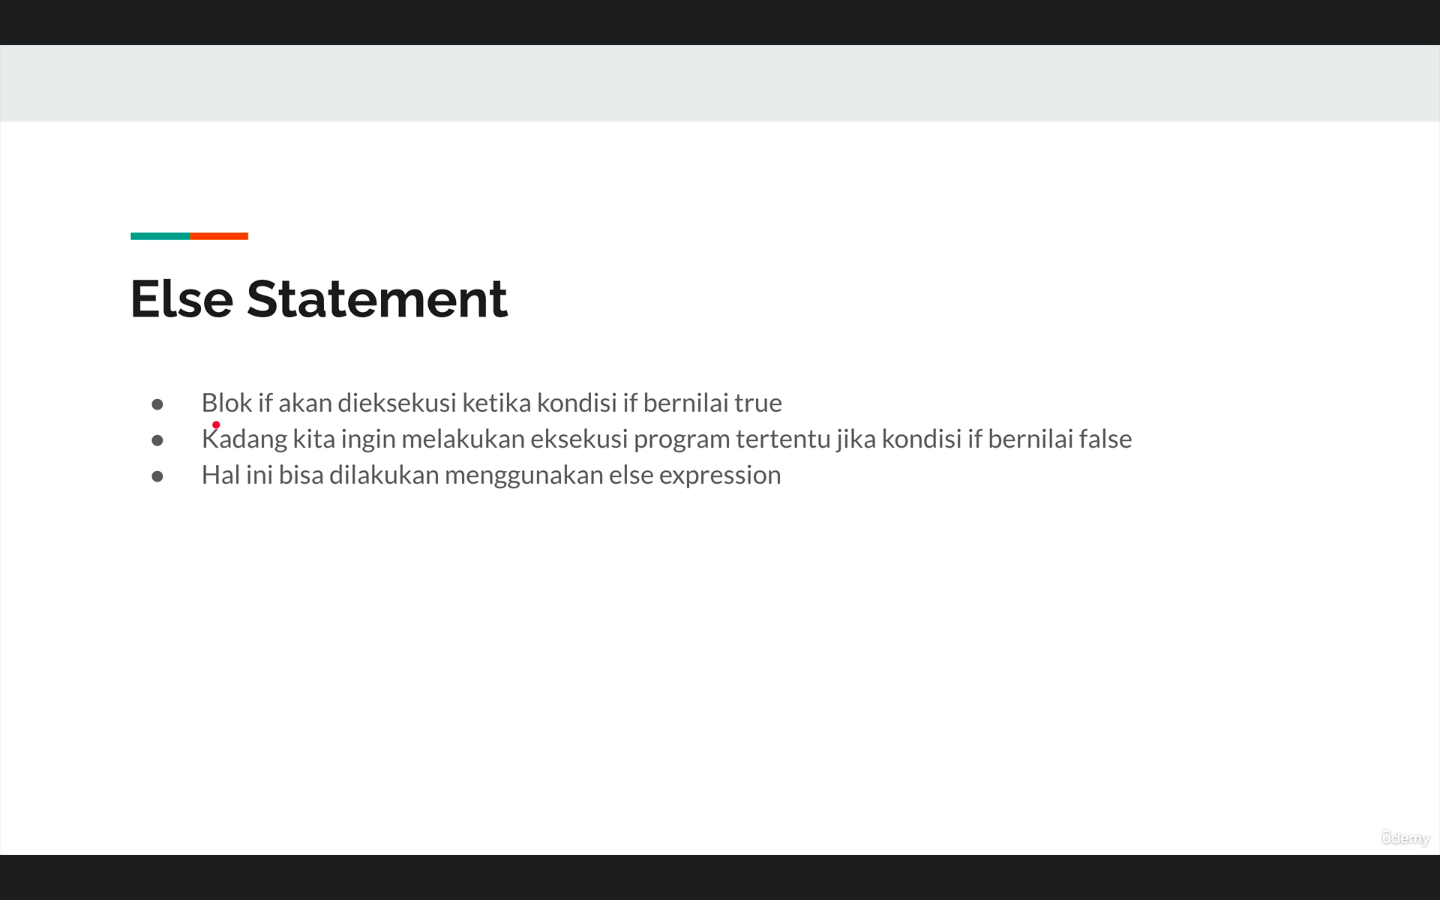 Else Statement
● Blok if akan dieksekusi ketika kondisi if bernilai true
● Kadang kita ingin melakukan eksekusi program tertentu jika kondisi if bernilai false
● Hal ini bisa dilakukan menggunakan else expression
ûdemy